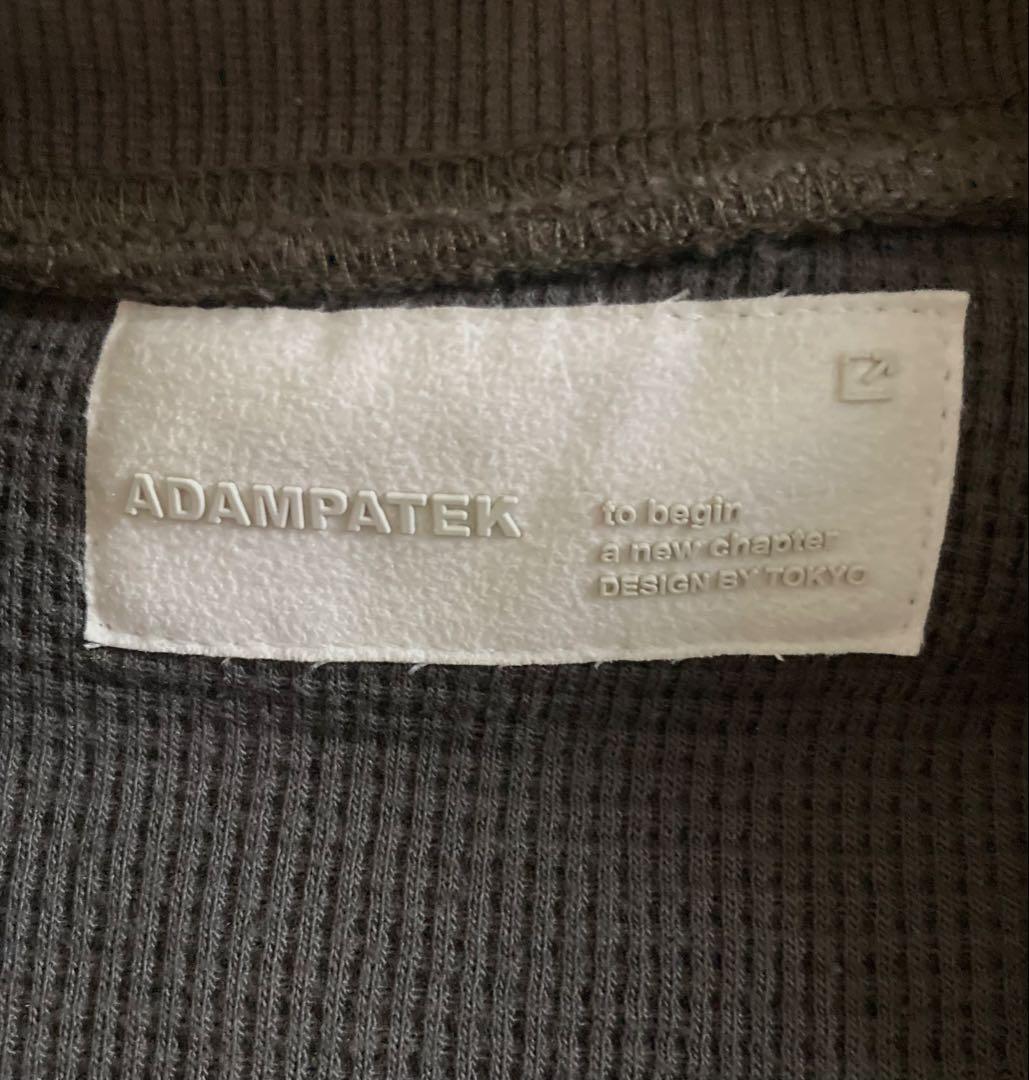 ADAMPATEK
to begin
a new chapter
DESIGN BY TOKYO